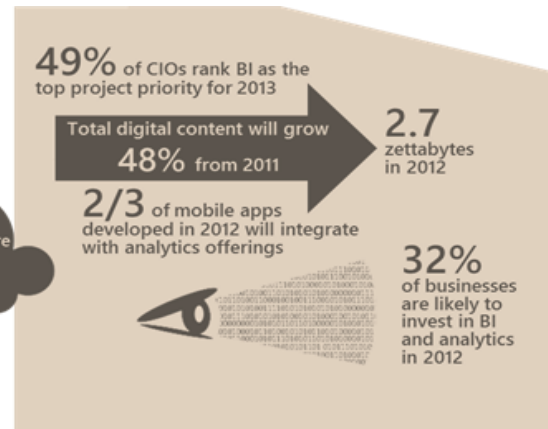 49% of CIOs rank BI as the
top project priority for 2013
Total digital content will grow
48% from 2011
2.7
zettabytes
in 2012
2/3 of mobile apps
developed in 2012 will integrate
with analytics offerings
32%
of businesses
are likely to
invest in BI
and analytics
in 2012